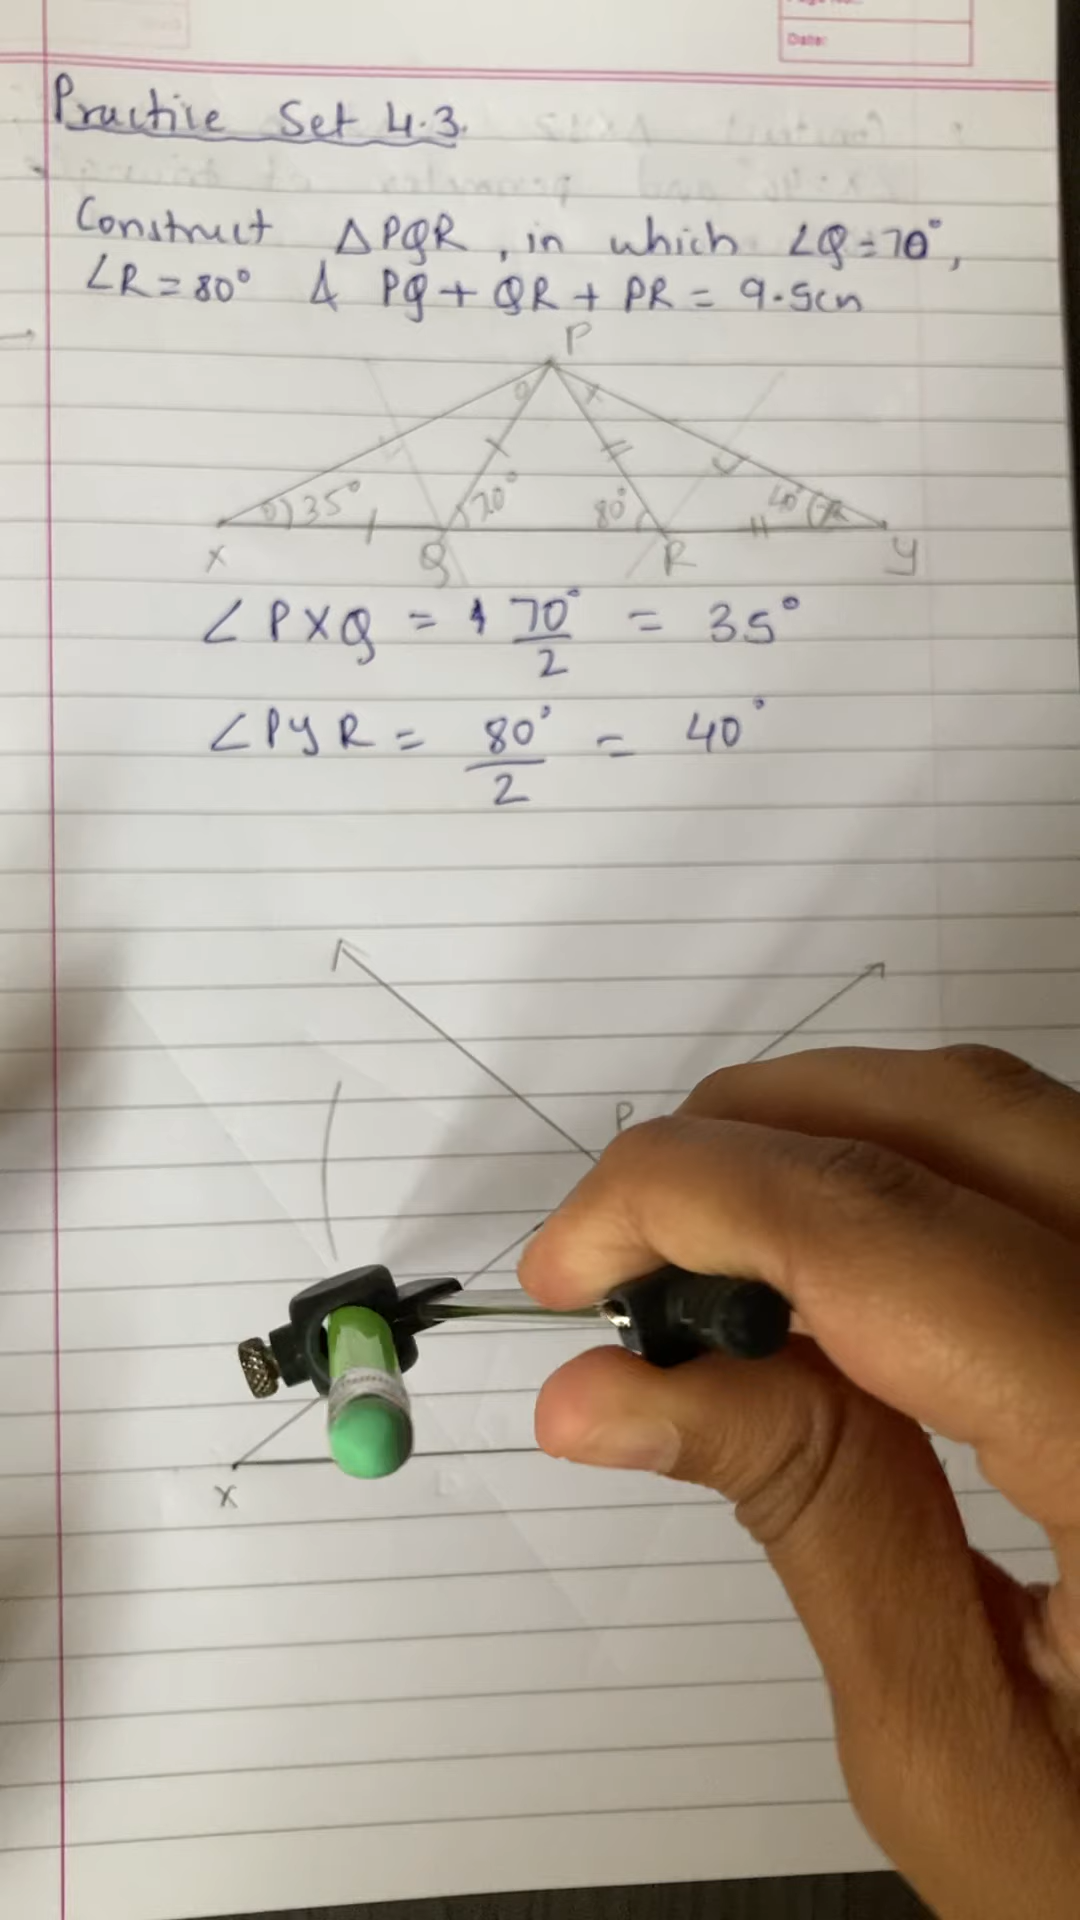 Date:
Practice Set 4.3.
Construct △PQR, in which ∠Q=70°,
∠R=80° & PQ+QR+PR=9.5cm
P
35° 70° 80° 40°
X Q R Y
∠PXQ = 70°/2 = 35°
∠PYR = 80°/2 = 40°
P
X